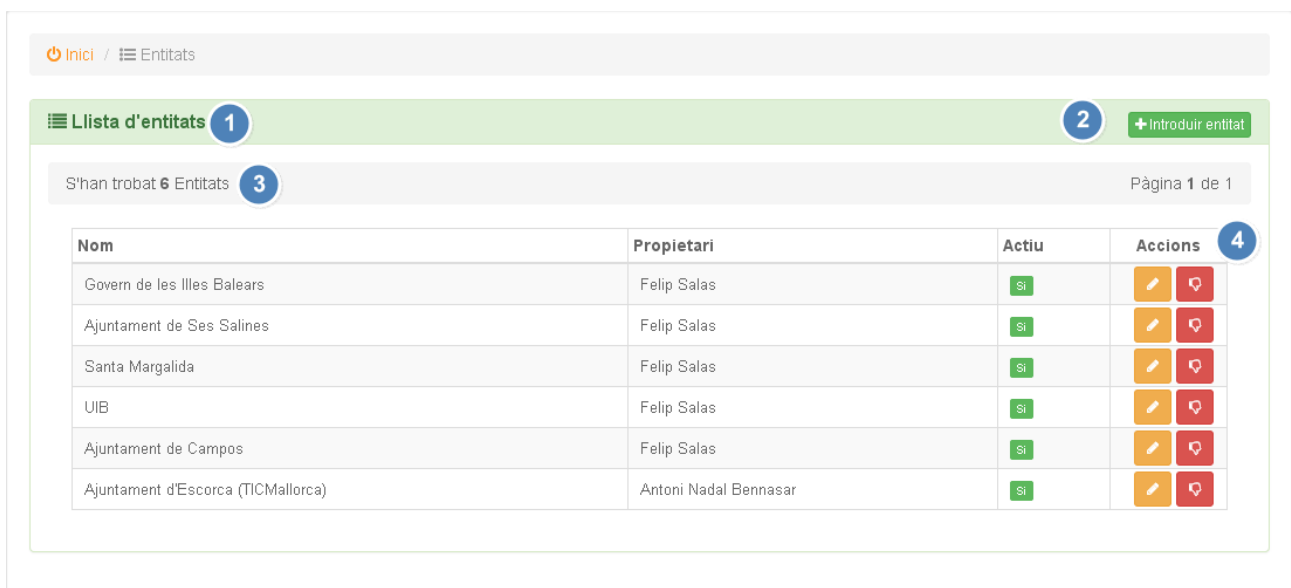 Inici / Entitats
Llista d'entitats 1 2 Introduir entitat
S'han trobat 6 Entitats 3 Pàgina 1 de 1
Nom Propietari Actiu Accions 4
Govern de les Illes Balears Felip Salas Si
Ajuntament de Ses Salines Felip Salas Si
Santa Margalida Felip Salas Si
UIB Felip Salas Si
Ajuntament de Campos Felip Salas Si
Ajuntament d'Escorca (TICMallorca) Antoni Nadal Bennasar Si